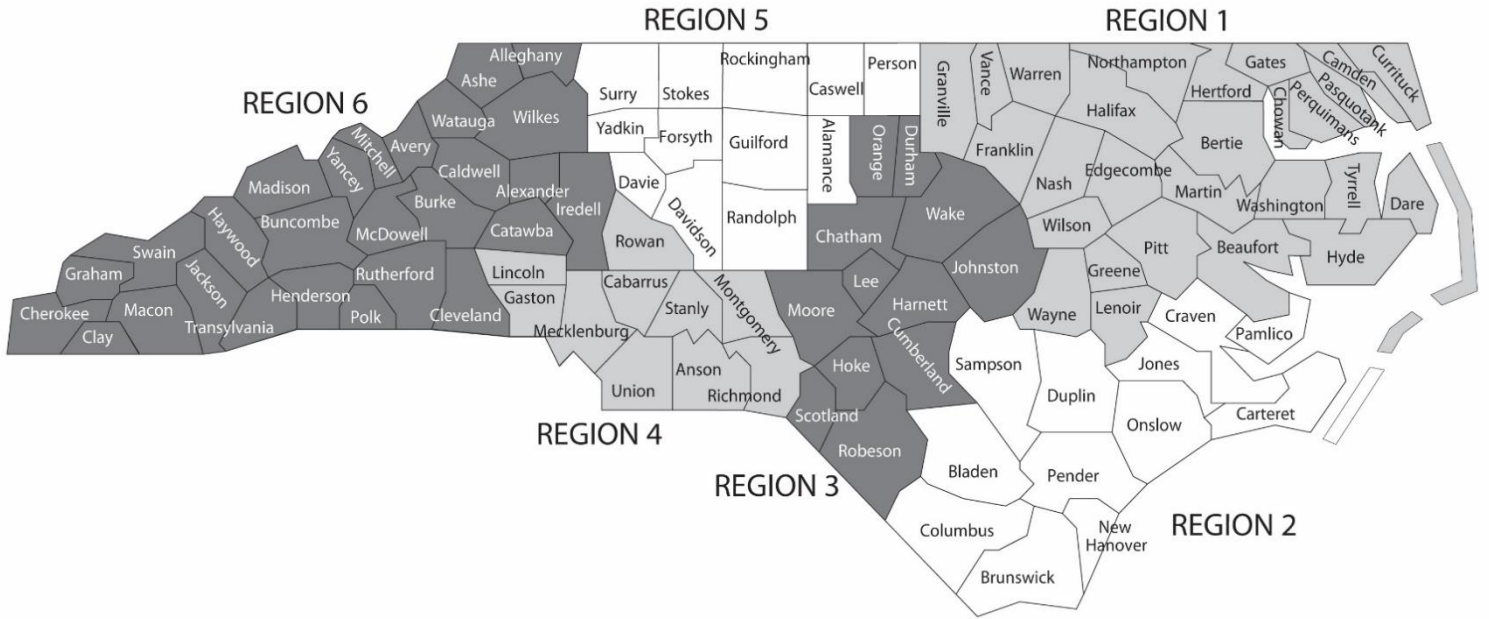 REGION 5
REGION 1
REGION 6
REGION 4
REGION 3
REGION 2
Alleghany
Ashe
Surry
Stokes
Rockingham
Caswell
Person
Granville
Vance
Warren
Northampton
Gates
Camden
Currituck
Pasquotank
Perquimans
Chowan
Hertford
Halifax
Bertie
Watauga
Wilkes
Yadkin
Forsyth
Guilford
Alamance
Orange
Durham
Franklin
Nash
Edgecombe
Martin
Washington
Tyrrell
Dare
Mitchell
Avery
Yancey
Madison
Caldwell
Alexander
Iredell
Davie
Davidson
Randolph
Chatham
Wake
Wilson
Pitt
Beaufort
Hyde
Burke
McDowell
Buncombe
Haywood
Catawba
Rowan
Johnston
Greene
Swain
Graham
Jackson
Rutherford
Lincoln
Cabarrus
Montgomery
Lee
Moore
Harnett
Wayne
Lenoir
Craven
Pamlico
Cherokee
Macon
Clay
Transylvania
Henderson
Polk
Cleveland
Gaston
Mecklenburg
Stanly
Cumberland
Sampson
Jones
Union
Anson
Richmond
Hoke
Scotland
Duplin
Carteret
Onslow
Robeson
Bladen
Pender
Columbus
New
Hanover
Brunswick